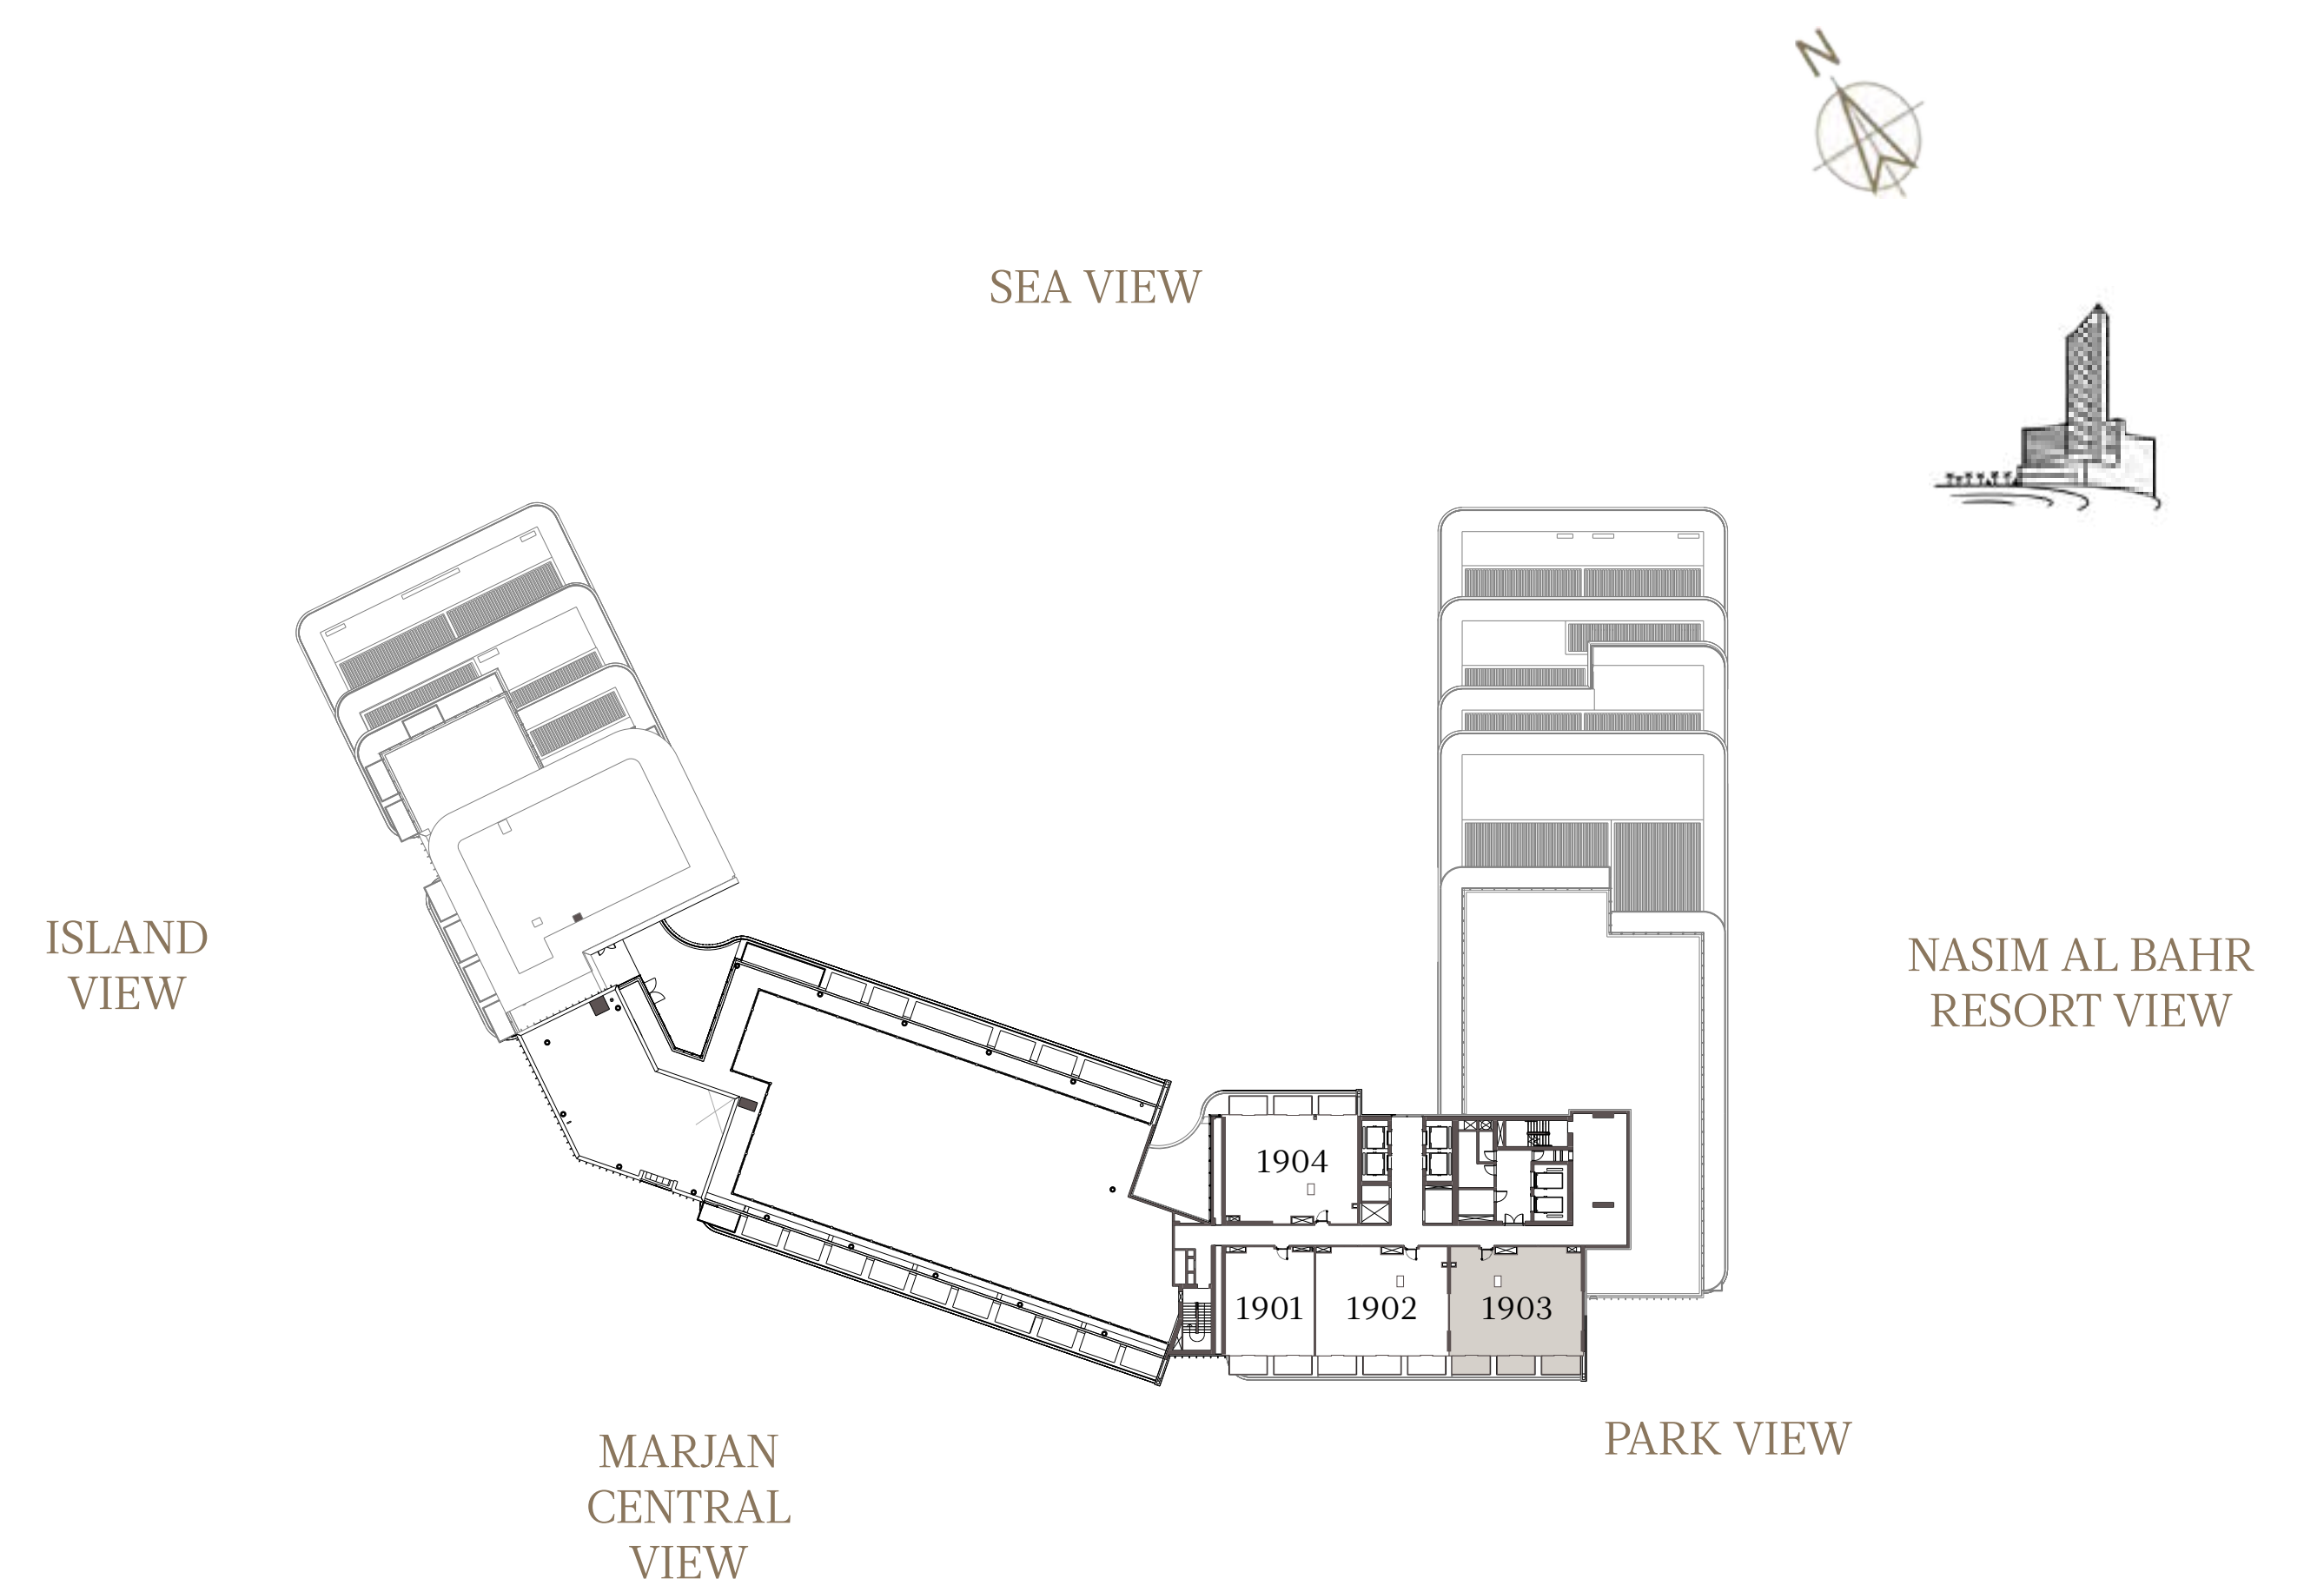 N
SEA VIEW
ISLAND
VIEW
NASIM AL BAHR
RESORT VIEW
1904
1901
1902
1903
PARK VIEW
MARJAN
CENTRAL
VIEW